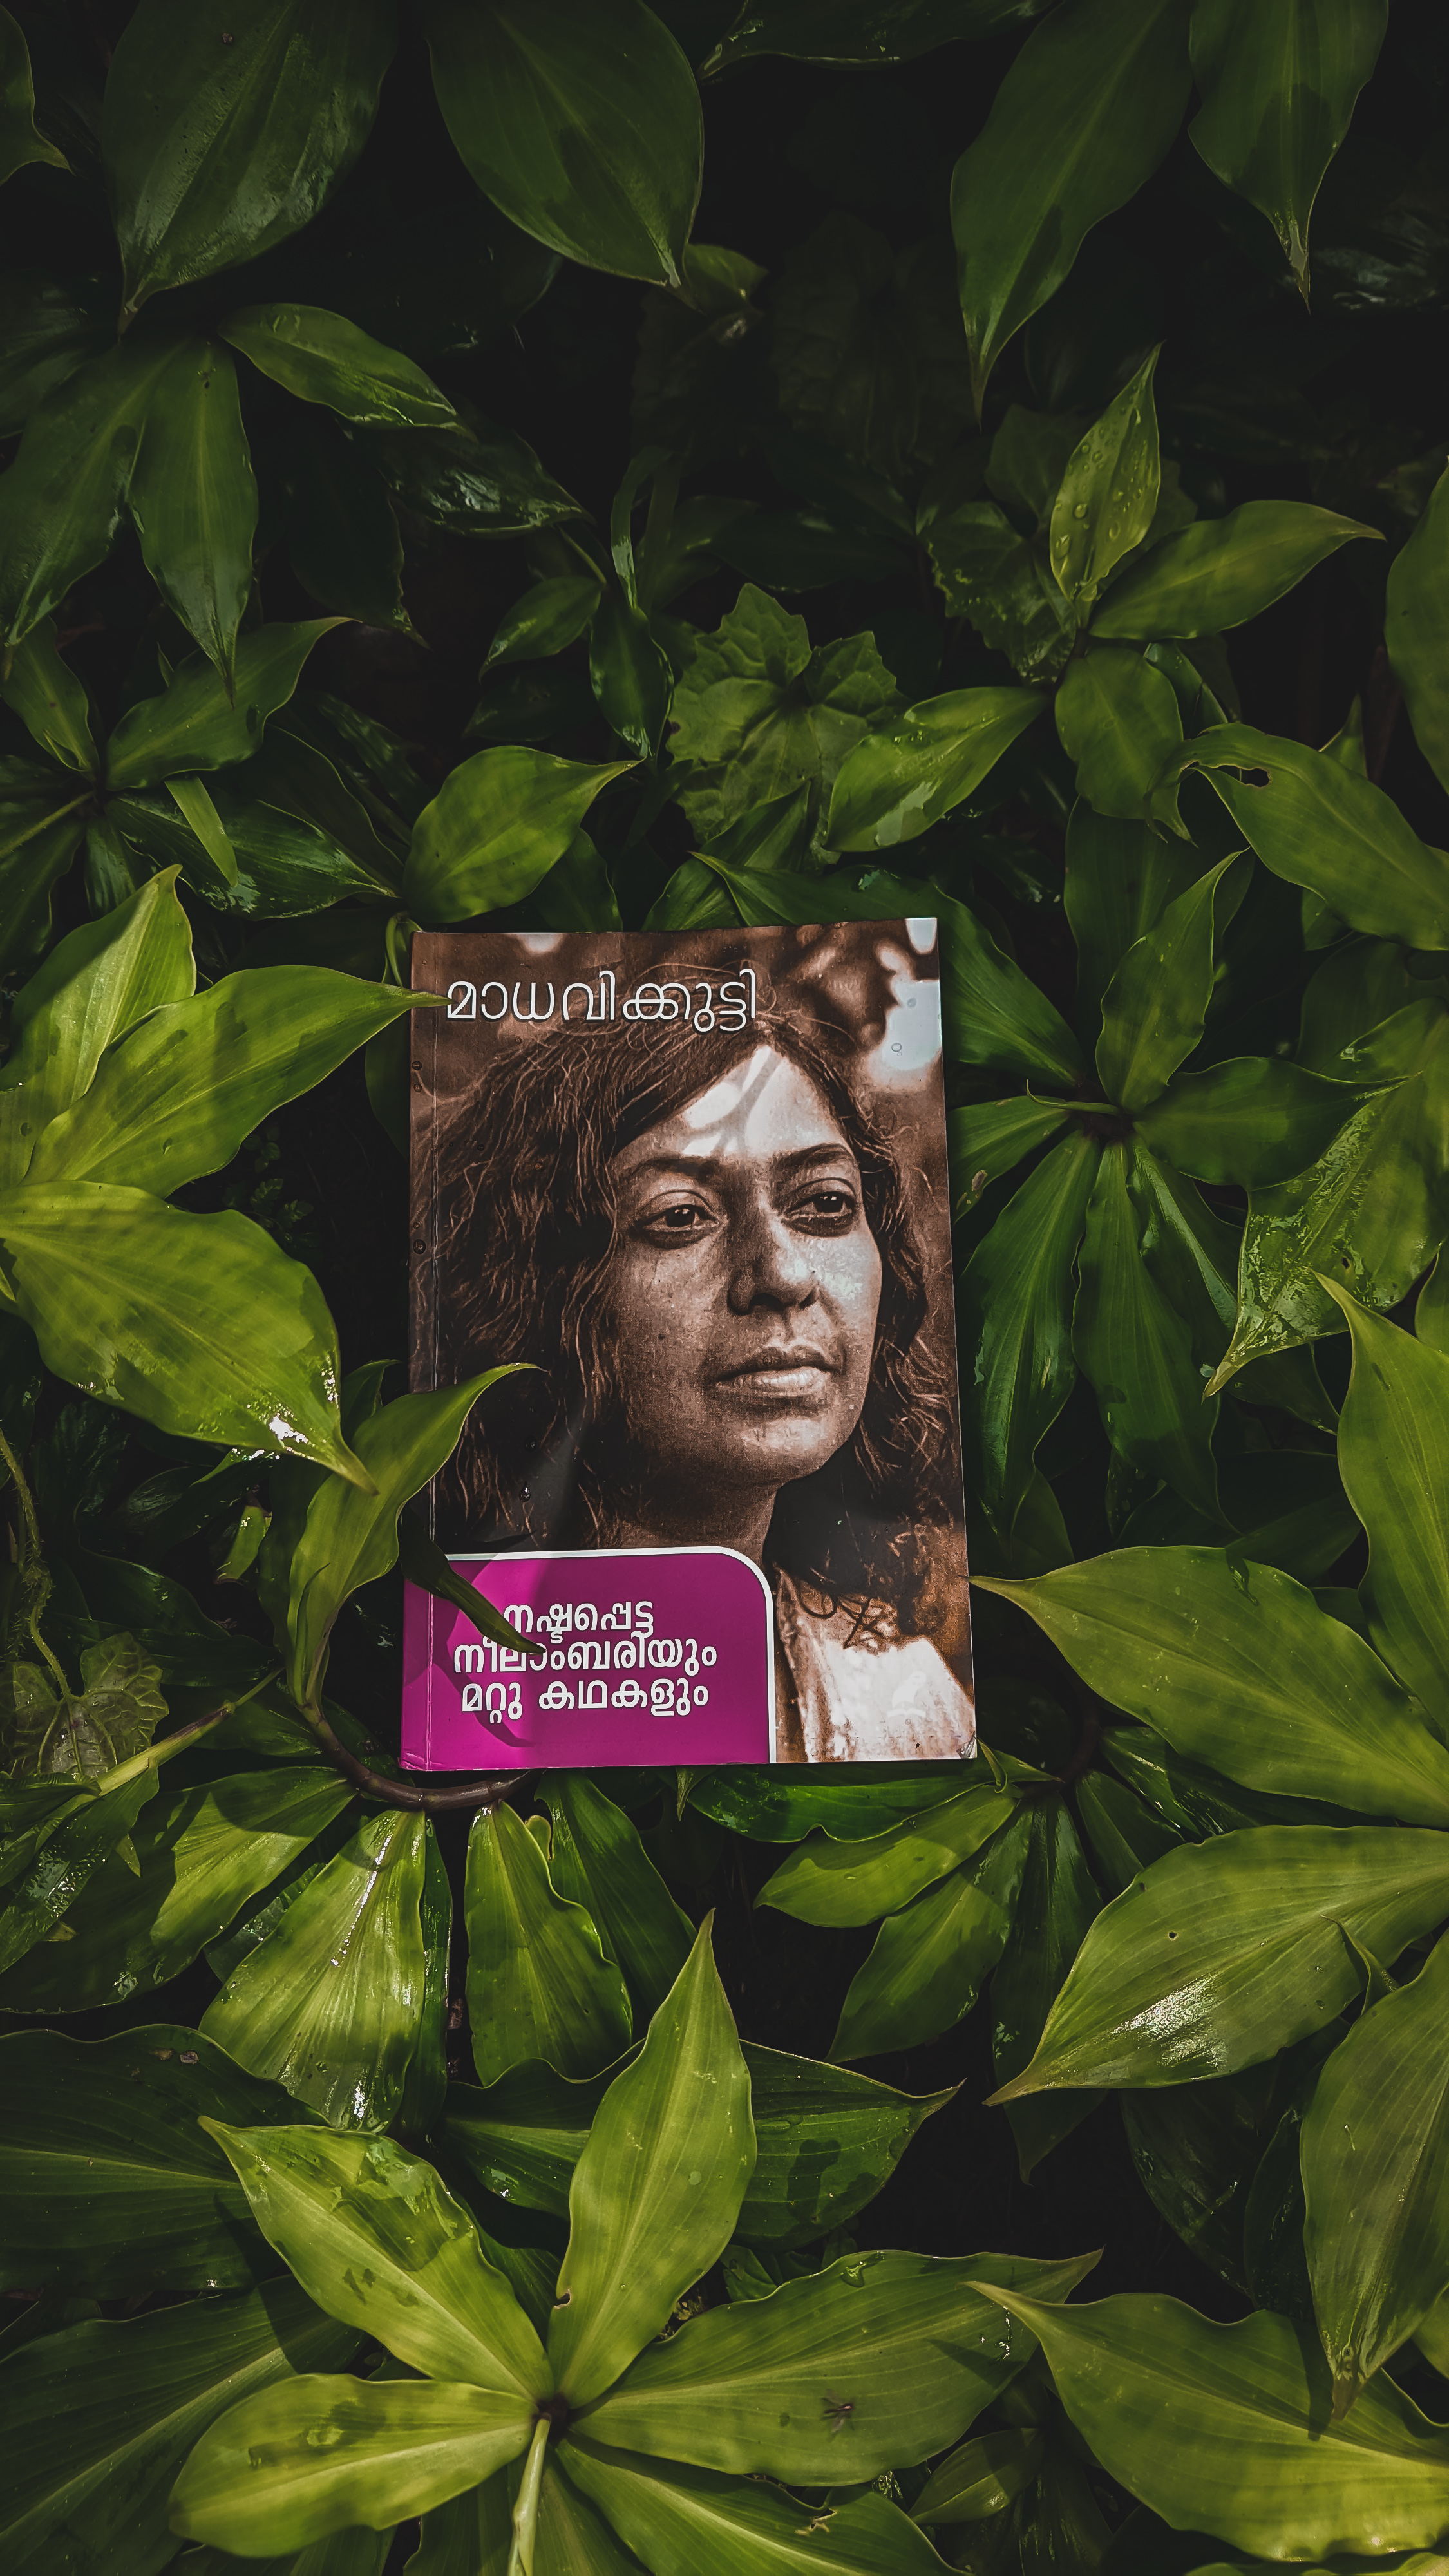 മാധവിക്കുട്ടി
നഷ്ടപ്പെട്ട
നീലാംബരിയും
മറ്റു കഥകളും